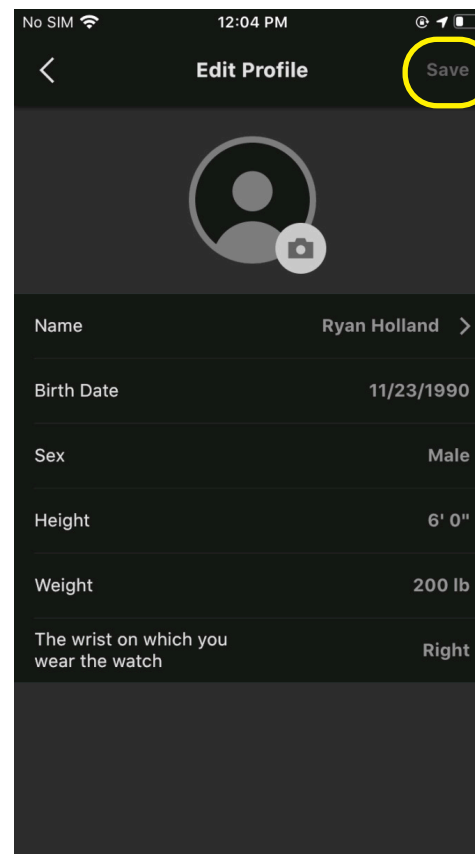 No SIM 12:04 PM
Edit Profile Save
Name Ryan Holland
Birth Date 11/23/1990
Sex Male
Height 6' 0"
Weight 200 lb
The wrist on which you
wear the watch Right